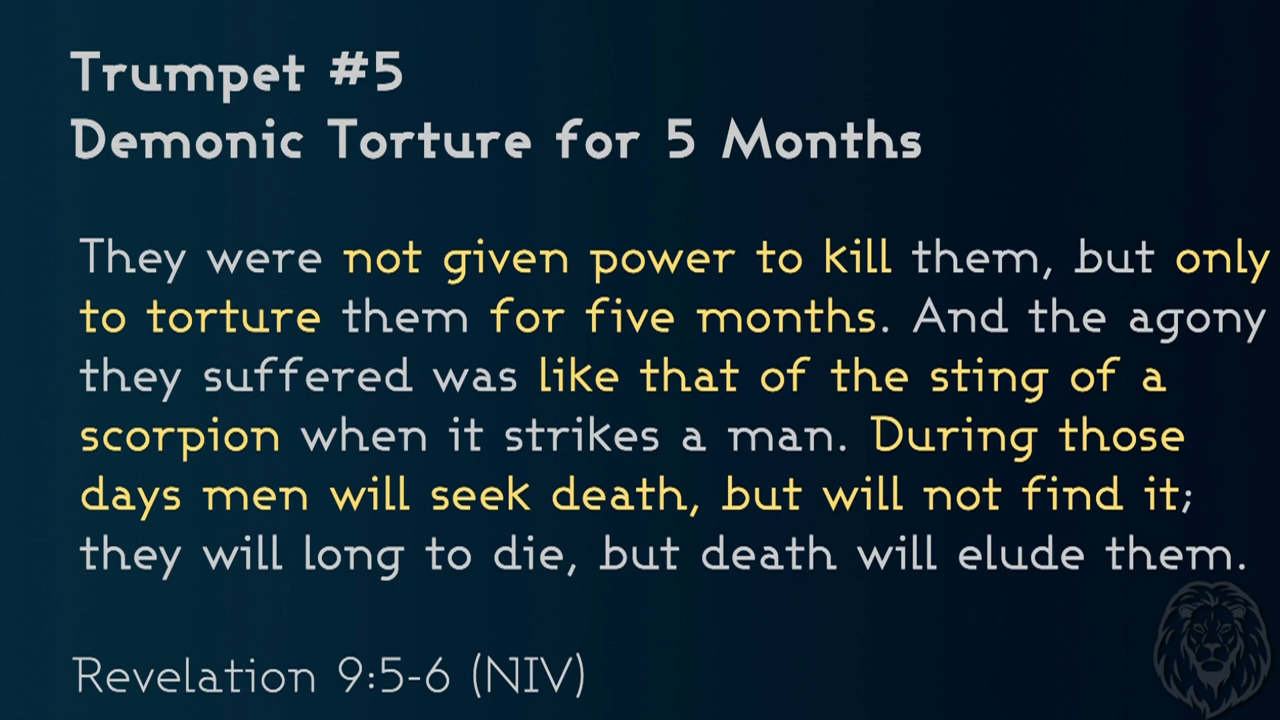 Trumpet #5
Demonic Torture for 5 Months
They were not given power to kill them, but only
to torture them for five months. And the agony
they suffered was like that of the sting of a
scorpion when it strikes a man. During those
days men will seek death, but will not find it;
they will long to die, but death will elude them.
Revelation 9:5-6 (NIV)